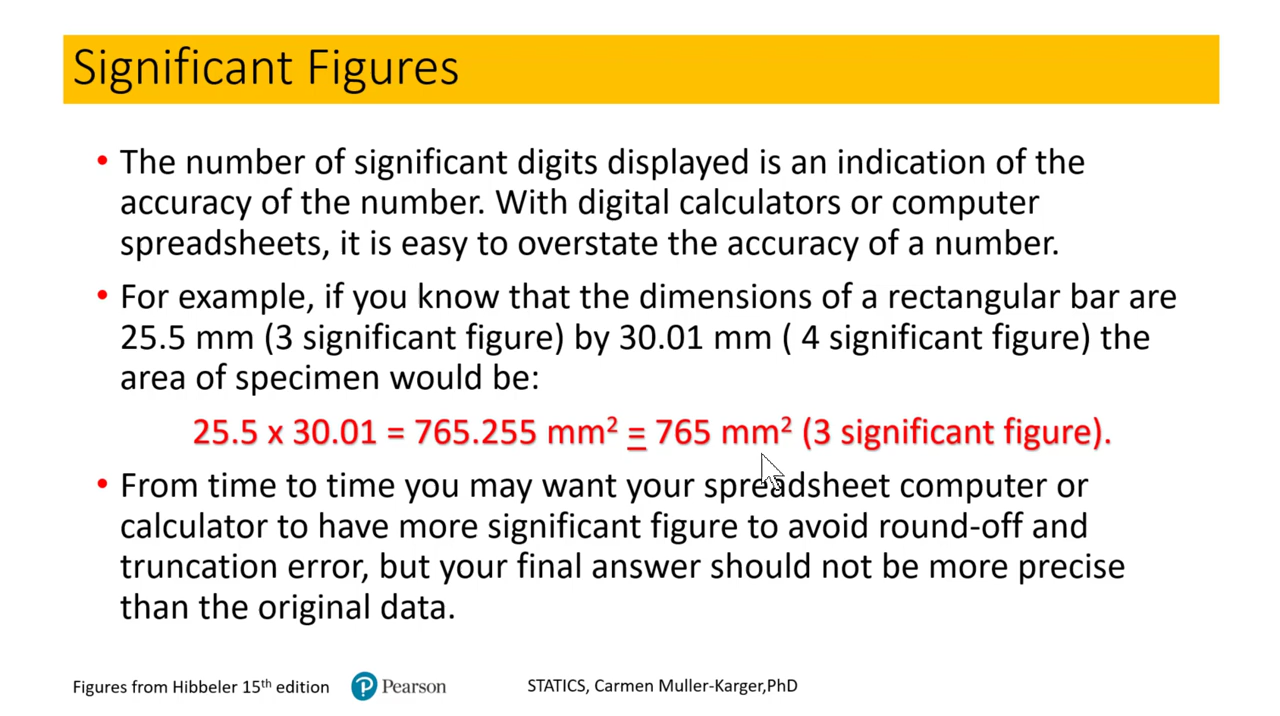 Significant Figures
• The number of significant digits displayed is an indication of the
accuracy of the number. With digital calculators or computer
spreadsheets, it is easy to overstate the accuracy of a number.
• For example, if you know that the dimensions of a rectangular bar are
25.5 mm (3 significant figure) by 30.01 mm ( 4 significant figure) the
area of specimen would be:
25.5 x 30.01 = 765.255 mm² = 765 mm² (3 significant figure).
• From time to time you may want your spreadsheet computer or
calculator to have more significant figure to avoid round-off and
truncation error, but your final answer should not be more precise
than the original data.
Figures from Hibbeler 15th edition
P Pearson
STATICS, Carmen Muller-Karger,PhD